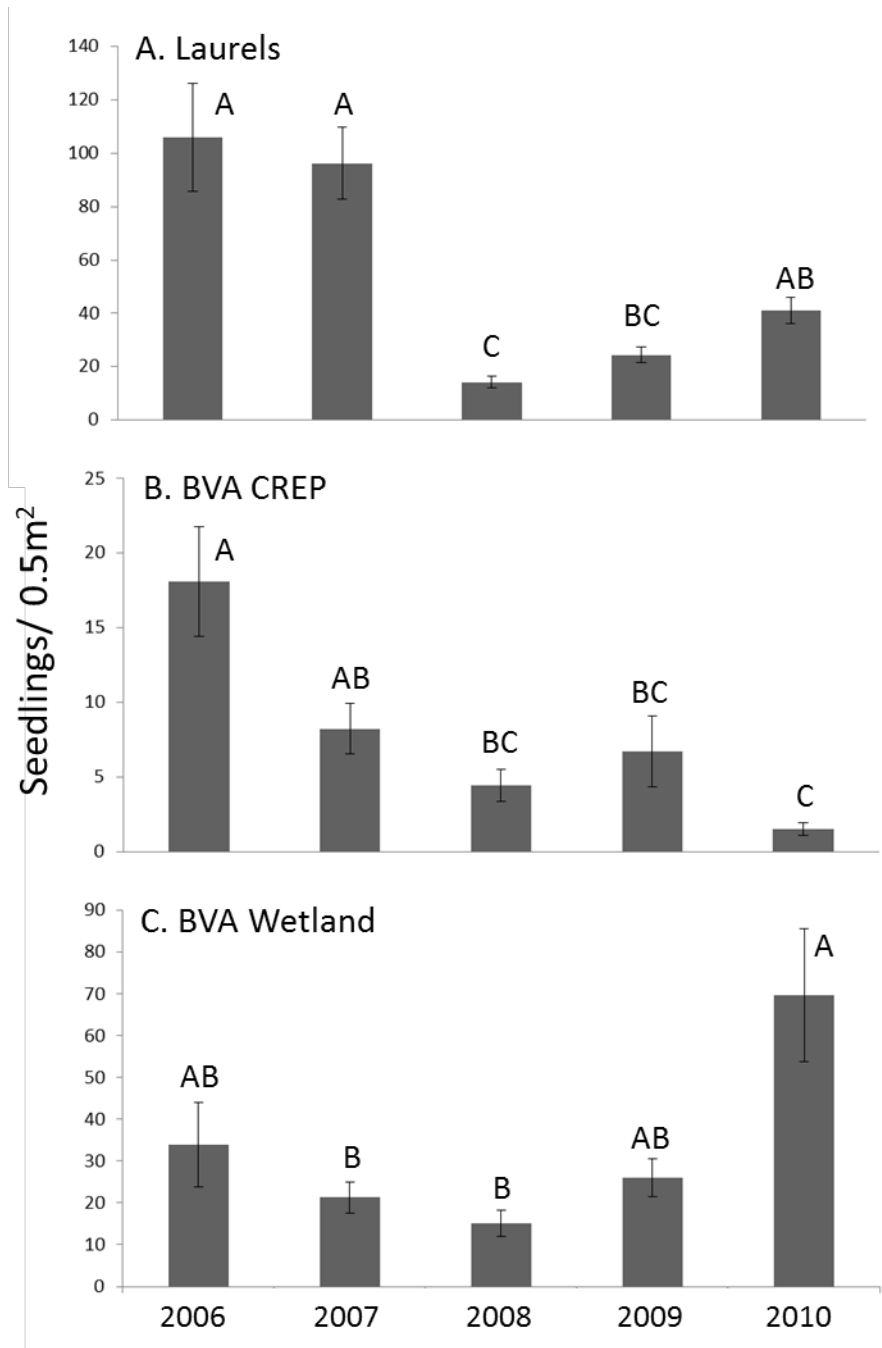 A. Laurels
140
120
100
80
60
40
20
0
A
A
C
BC
AB
B. BVA CREP
25
20
15
10
5
0
A
AB
BC
BC
C
Seedlings/ 0.5m²
C. BVA Wetland
90
80
70
60
50
40
30
20
10
0
AB
B
B
AB
A
2006 2007 2008 2009 2010